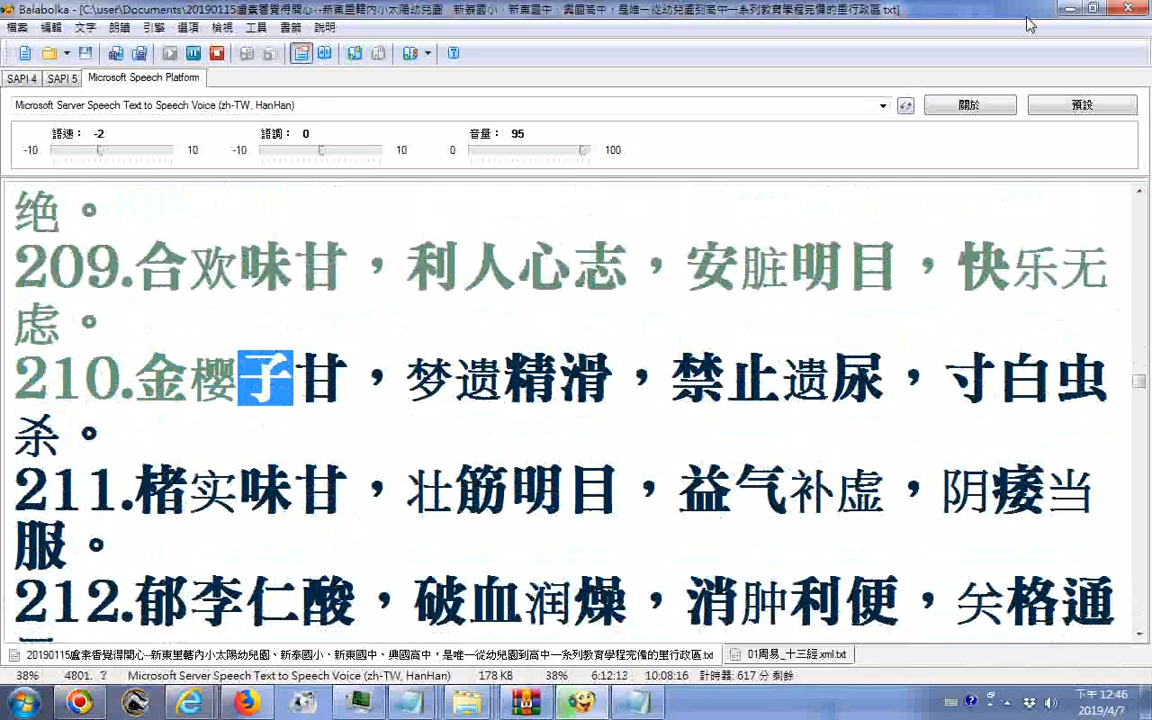 Balabolka - [C:\user\Documents\20190115盧素香覺得開心--新東里轄內小太陽幼兒園、新泰國小、新東國中、興國高中，是唯一從幼兒園到高中一系列教育學程完備的里行政區.txt]
檔案 編輯 文字 朗讀 引擎 選項 檢視 工具 書籤 說明
SAPI 4 SAPI 5 Microsoft Speech Platform
Microsoft Server Speech Text to Speech Voice (zh-TW, HanHan) 關於 預設
語速： -2 語調： 0 音量： 95
-10 10 -10 10 0 100
绝。
209.合欢味甘，利人心志，安脏明目，快乐无
虑。
210.金樱子甘，梦遗精滑，禁止遗尿，寸白虫
杀。
211.楮实味甘，壮筋明目，益气补虚，阴痿当
服。
212.郁李仁酸，破血润燥，消肿利便，关格通
20190115盧素香覺得開心--新東里轄內小太陽幼兒園、新泰國小、新東國中、興國高中，是唯一從幼兒園到高中一系列教育學程完備的里行政區.txt 01周易_十三經.xml.txt
38% 4801. ? Microsoft Server Speech Text to Speech Voice (zh-TW, HanHan) 178 KB 38% 6:12:13 10:08:16 計時器: 617 分 剩餘
下午 12:46
2019/4/7